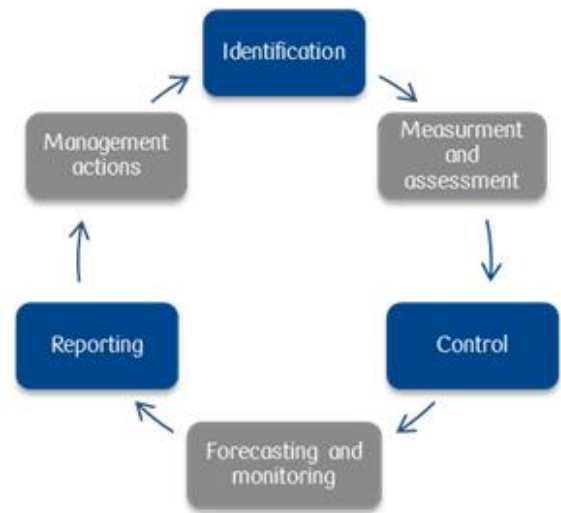 Identification
Measurment
and
assessment
Control
Forecasting and
monitoring
Reporting
Management
actions